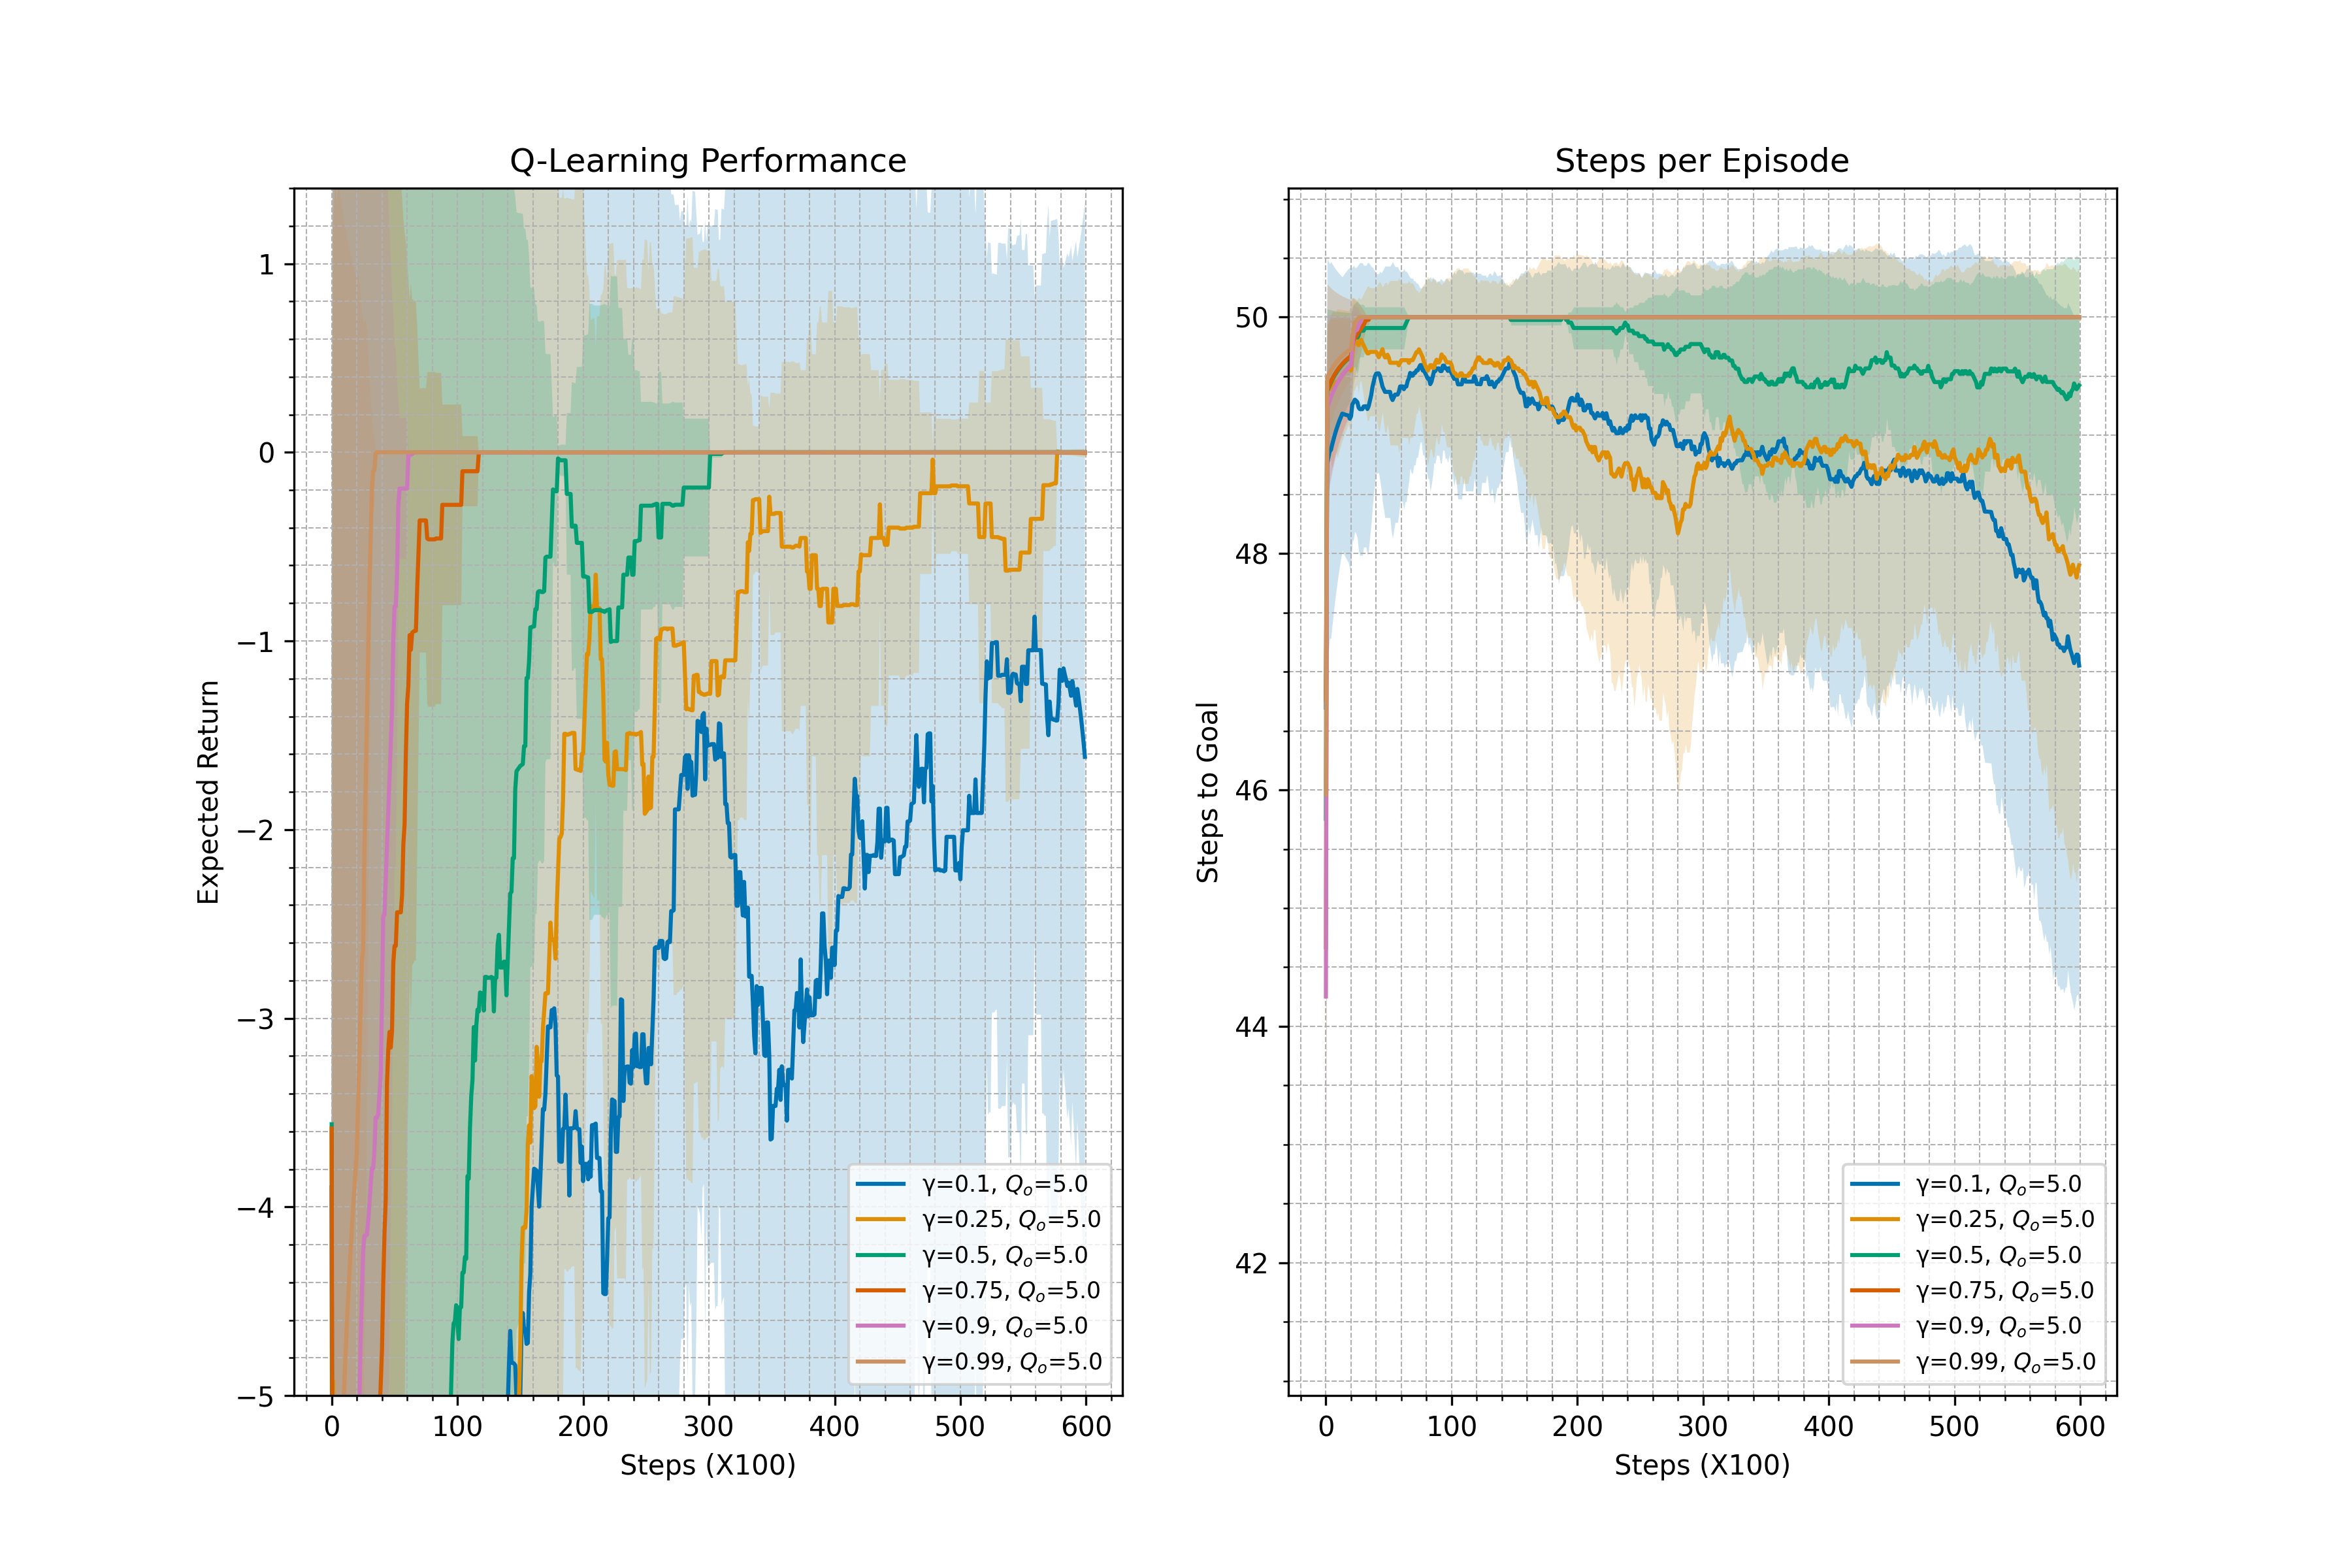 Q-Learning Performance
1
0
−1
−2
−3
−4
−5
Expected Return
0 100 200 300 400 500 600
Steps (X100)
γ=0.1, Qₒ=5.0
γ=0.25, Qₒ=5.0
γ=0.5, Qₒ=5.0
γ=0.75, Qₒ=5.0
γ=0.9, Qₒ=5.0
γ=0.99, Qₒ=5.0
Steps per Episode
50
48
46
44
42
Steps to Goal
0 100 200 300 400 500 600
Steps (X100)
γ=0.1, Qₒ=5.0
γ=0.25, Qₒ=5.0
γ=0.5, Qₒ=5.0
γ=0.75, Qₒ=5.0
γ=0.9, Qₒ=5.0
γ=0.99, Qₒ=5.0